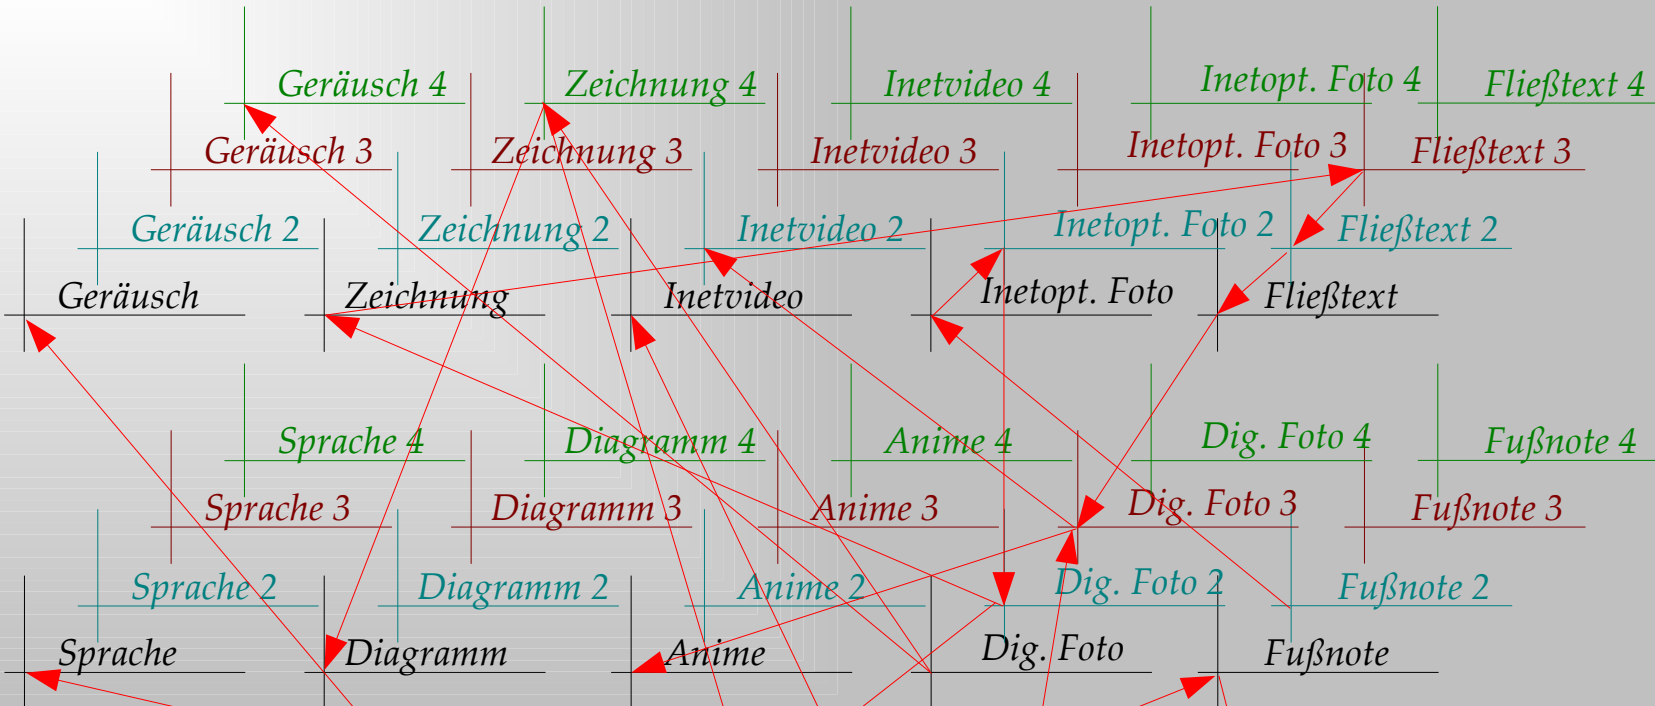 Geräusch 4 Zeichnung 4 Inetvideo 4 Inetopt. Foto 4 Fließtext 4
Geräusch 3 Zeichnung 3 Inetvideo 3 Inetopt. Foto 3 Fließtext 3
Geräusch 2 Zeichnung 2 Inetvideo 2 Inetopt. Foto 2 Fließtext 2
Geräusch Zeichnung Inetvideo Inetopt. Foto Fließtext
Sprache 4 Diagramm 4 Anime 4 Dig. Foto 4 Fußnote 4
Sprache 3 Diagramm 3 Anime 3 Dig. Foto 3 Fußnote 3
Sprache 2 Diagramm 2 Anime 2 Dig. Foto 2 Fußnote 2
Sprache Diagramm Anime Dig. Foto Fußnote